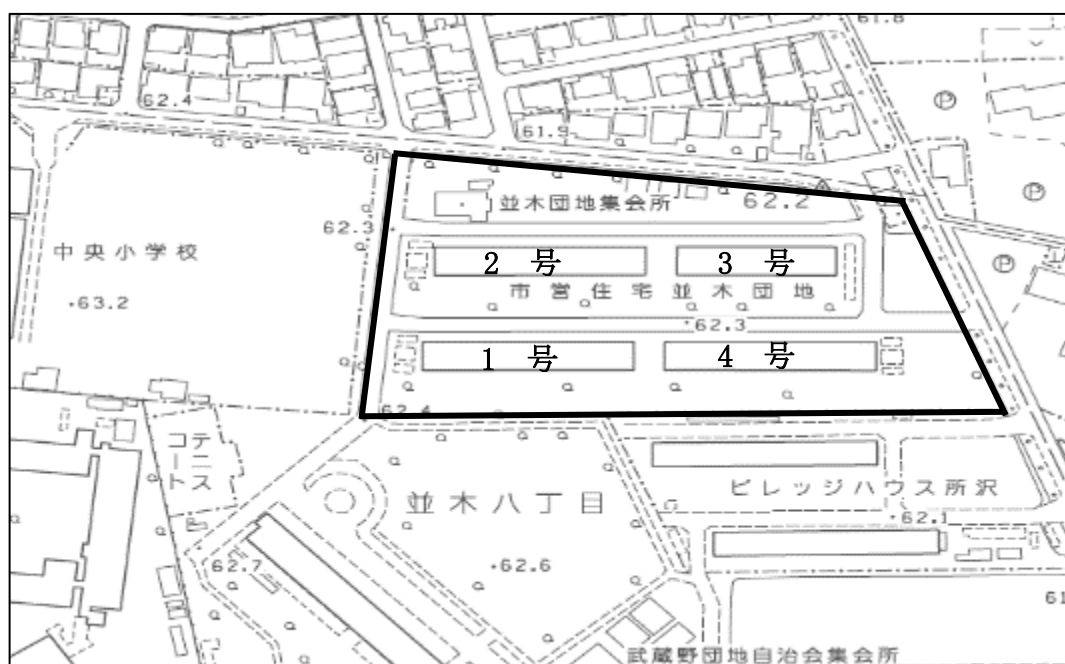 61.8
62.4
61.9
並木団地集会所
62.2
62.3
中央小学校
2 号
3 号
市営住宅並木団地
63.2
62.3
1 号
4 号
62.4
テニス
コート
ビレッジハウス所沢
並木八丁目
62.1
62.6
62.7
61
武蔵野団地自治会集会所
P
P
P